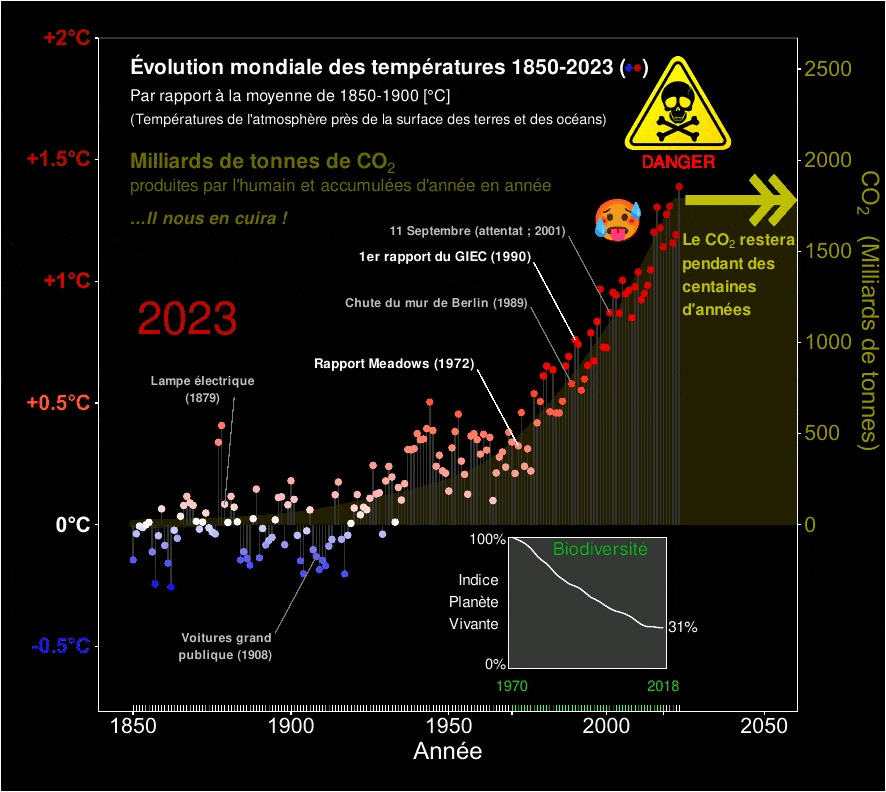 +2°C
+1.5°C
+1°C
+0.5°C
0°C
-0.5°C
Évolution mondiale des températures 1850-2023 (●●)
Par rapport à la moyenne de 1850-1900 [°C]
(Températures de l'atmosphère près de la surface des terres et des océans)
Milliards de tonnes de CO₂
produites par l'humain et accumulées d'année en année
...Il nous en cuira !
DANGER
2023
11 Septembre (attentat ; 2001)
1er rapport du GIEC (1990)
Chute du mur de Berlin (1989)
Rapport Meadows (1972)
Lampe électrique
(1879)
Voitures grand
publique (1908)
Le CO₂ restera
pendant des
centaines
d'années
2500
2000
1500
1000
500
0
CO₂ (Milliards de tonnes)
Biodiversité
100%
Indice
Planète
Vivante
0%
31%
1970
2018
1850
1900
1950
2000
2050
Année